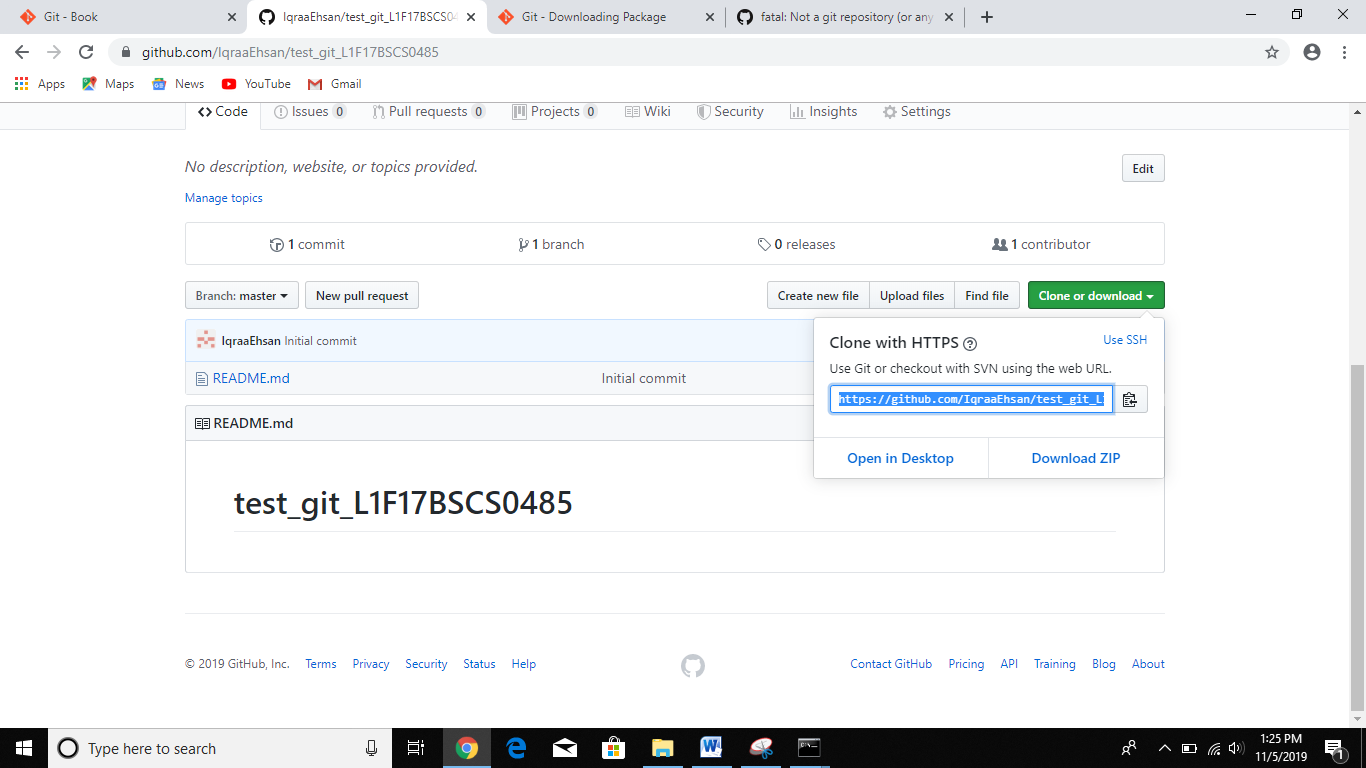 Git - Book
IqraaEhsan/test_git_L1F17BSCS04
Git - Downloading Package
fatal: Not a git repository (or any
github.com/IqraaEhsan/test_git_L1F17BSCS0485
Apps Maps News YouTube Gmail
Code Issues 0 Pull requests 0 Projects 0 Wiki Security Insights Settings
No description, website, or topics provided.
Edit
Manage topics
1 commit 1 branch 0 releases 1 contributor
Branch: master New pull request Create new file Upload files Find file Clone or download
IqraaEhsan Initial commit
README.md Initial commit
Clone with HTTPS Use SSH
Use Git or checkout with SVN using the web URL.
https://github.com/IqraaEhsan/test_git_L1
Open in Desktop Download ZIP
README.md
test_git_L1F17BSCS0485
© 2019 GitHub, Inc. Terms Privacy Security Status Help Contact GitHub Pricing API Training Blog About
Type here to search
1:25 PM
11/5/2019
1